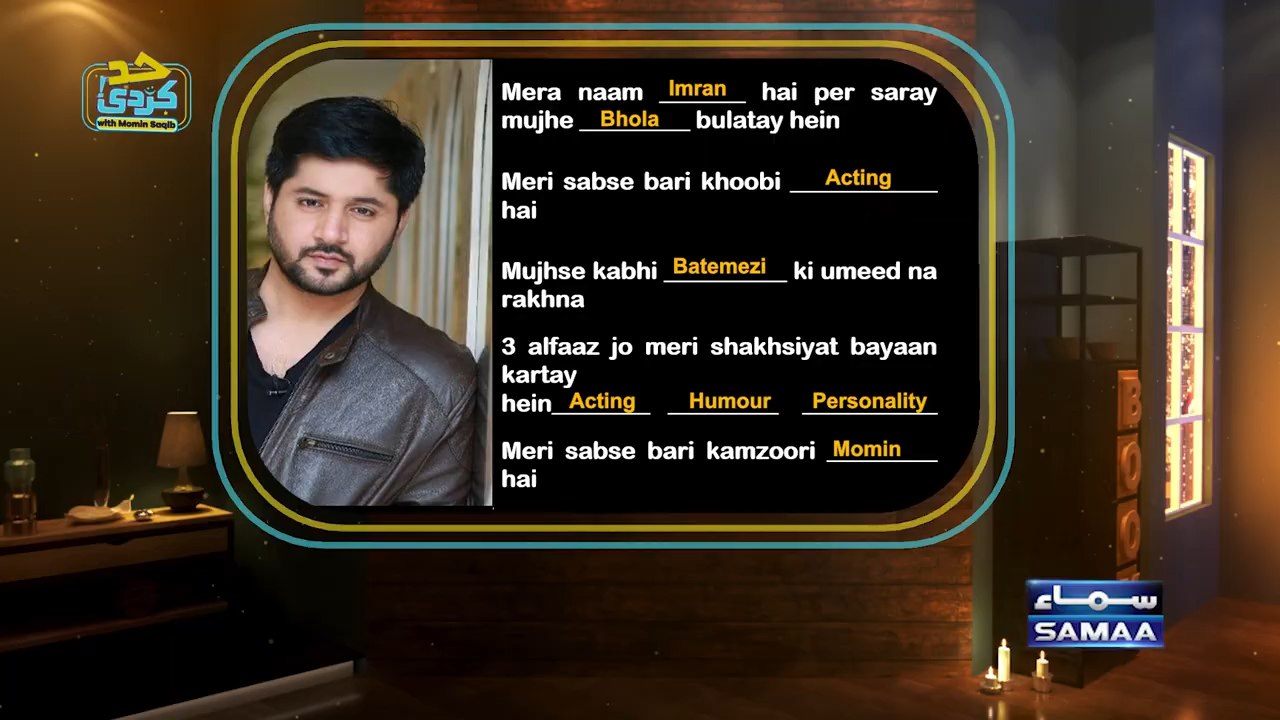 حد
کردی!
with Momin Saqib
Mera naam Imran hai per saray
mujhe Bhola bulatay hein
Meri sabse bari khoobi Acting
hai
Mujhse kabhi Batemezi ki umeed na
rakhna
3 alfaaz jo meri shakhsiyat bayaan
kartay
hein Acting Humour Personality
Meri sabse bari kamzoori Momin
hai
BOO
سماء
SAMAA